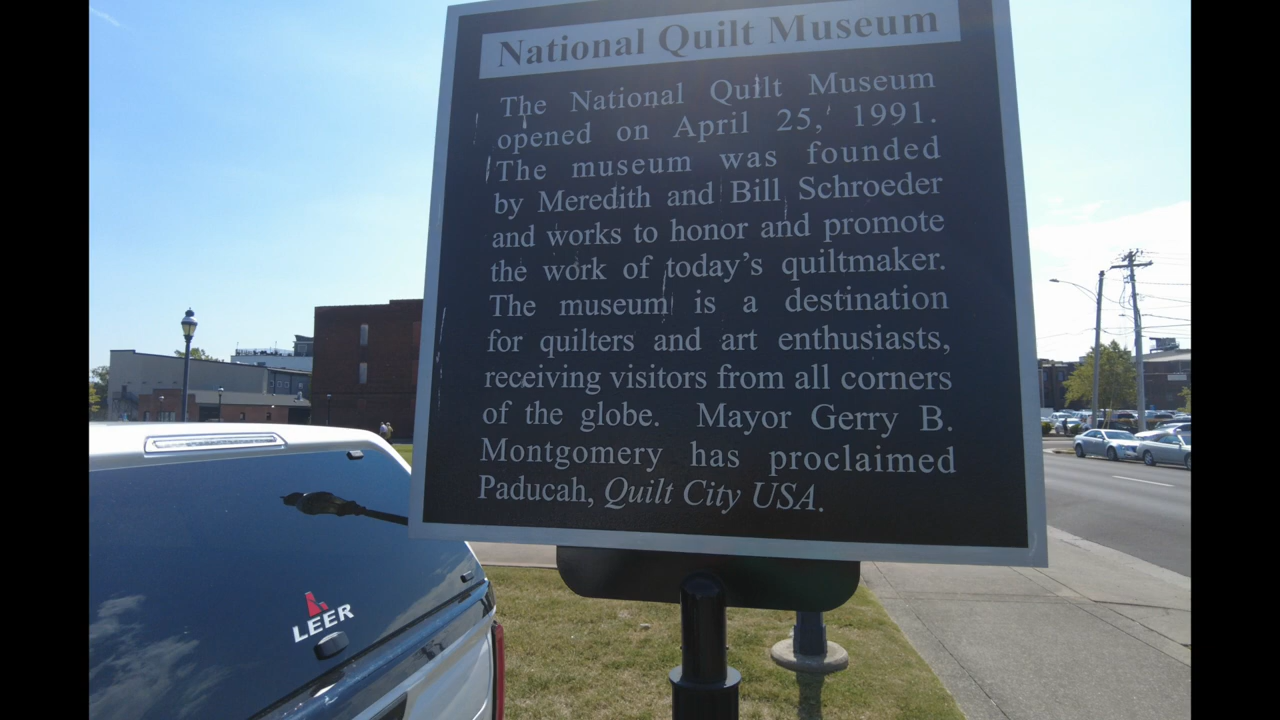 National Quilt Museum
The National Quilt Museum
opened on April 25, 1991.
The museum was founded
by Meredith and Bill Schroeder
and works to honor and promote
the work of today's quiltmaker.
The museum is a destination
for quilters and art enthusiasts,
receiving visitors from all corners
of the globe. Mayor Gerry B.
Montgomery has proclaimed
Paducah, Quilt City USA.
LEER